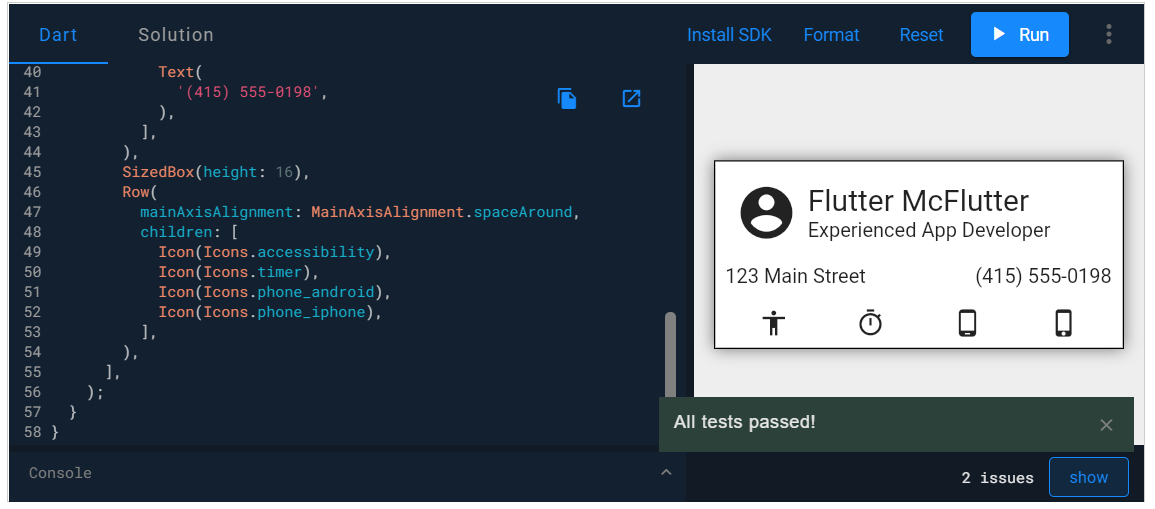 Dart Solution Install SDK Format Reset Run
40 Text(
41 '(415) 555-0198',
42 ),
43 ],
44 ),
45 SizedBox(height: 16),
46 Row(
47 mainAxisAlignment: MainAxisAlignment.spaceAround,
48 children: [
49 Icon(Icons.accessibility),
50 Icon(Icons.timer),
51 Icon(Icons.phone_android),
52 Icon(Icons.phone_iphone),
53 ],
54 ),
55 ],
56 );
57 }
58 }
Flutter McFlutter
Experienced App Developer
123 Main Street (415) 555-0198
All tests passed!
Console
2 issues show